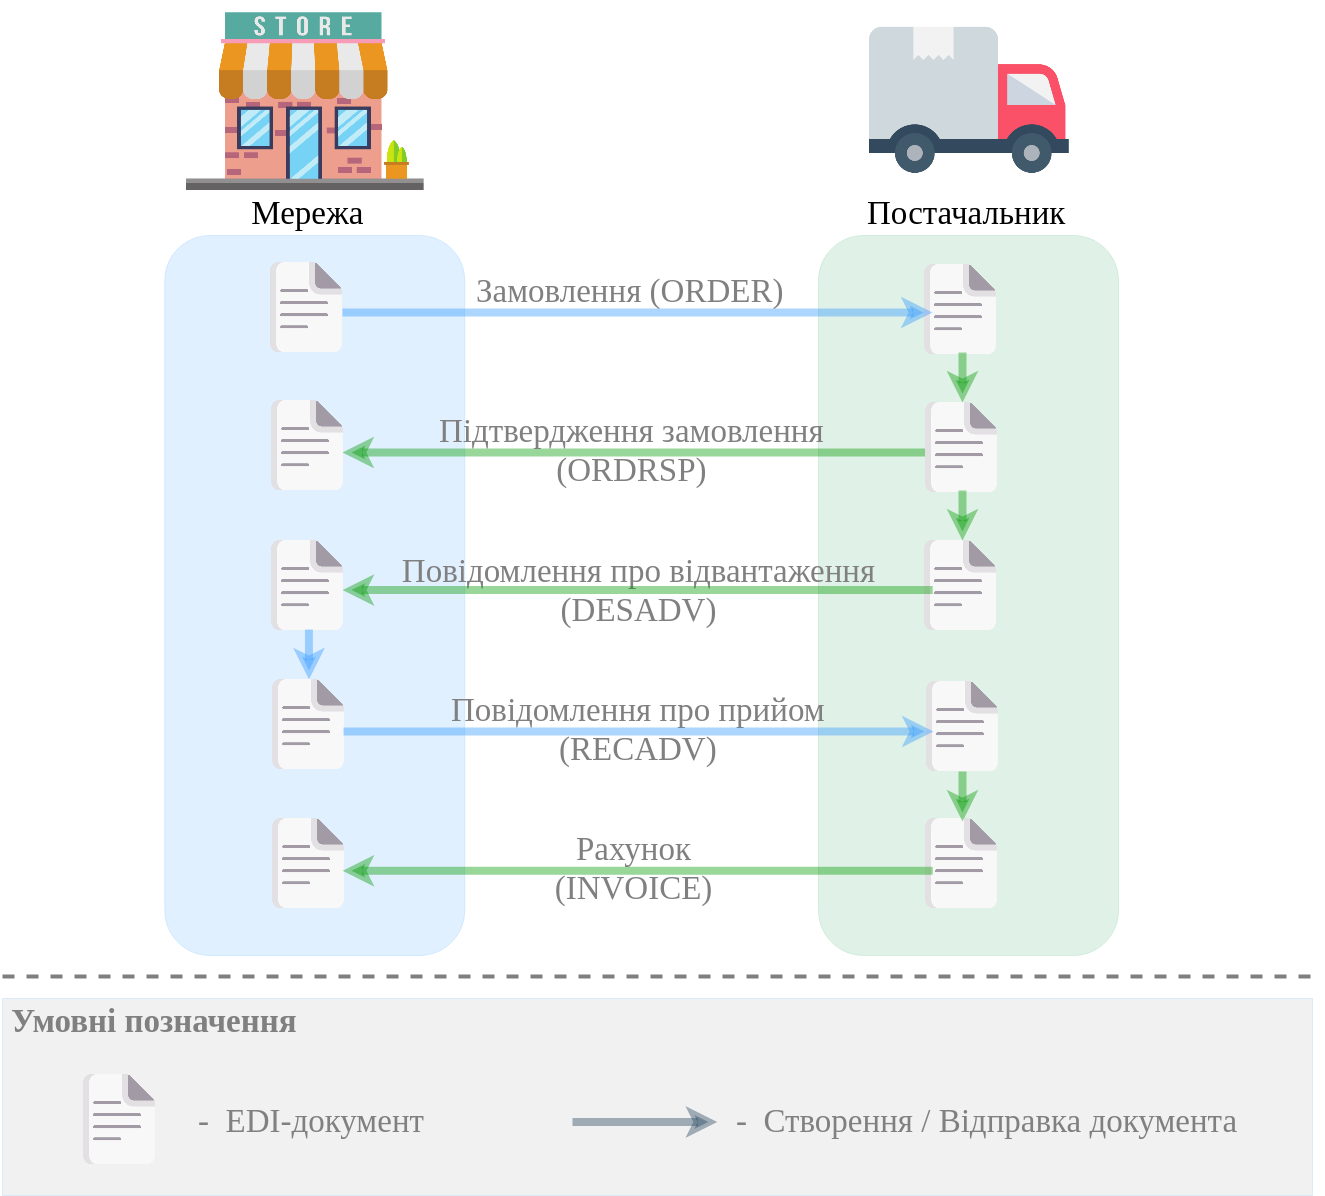 STORE
Мережа
Постачальник
Замовлення (ORDER)
Підтвердження замовлення
(ORDRSP)
Повідомлення про відвантаження
(DESADV)
Повідомлення про прийом
(RECADV)
Рахунок
(INVOICE)
Умовні позначення
- EDI-документ
- Створення / Відправка документа